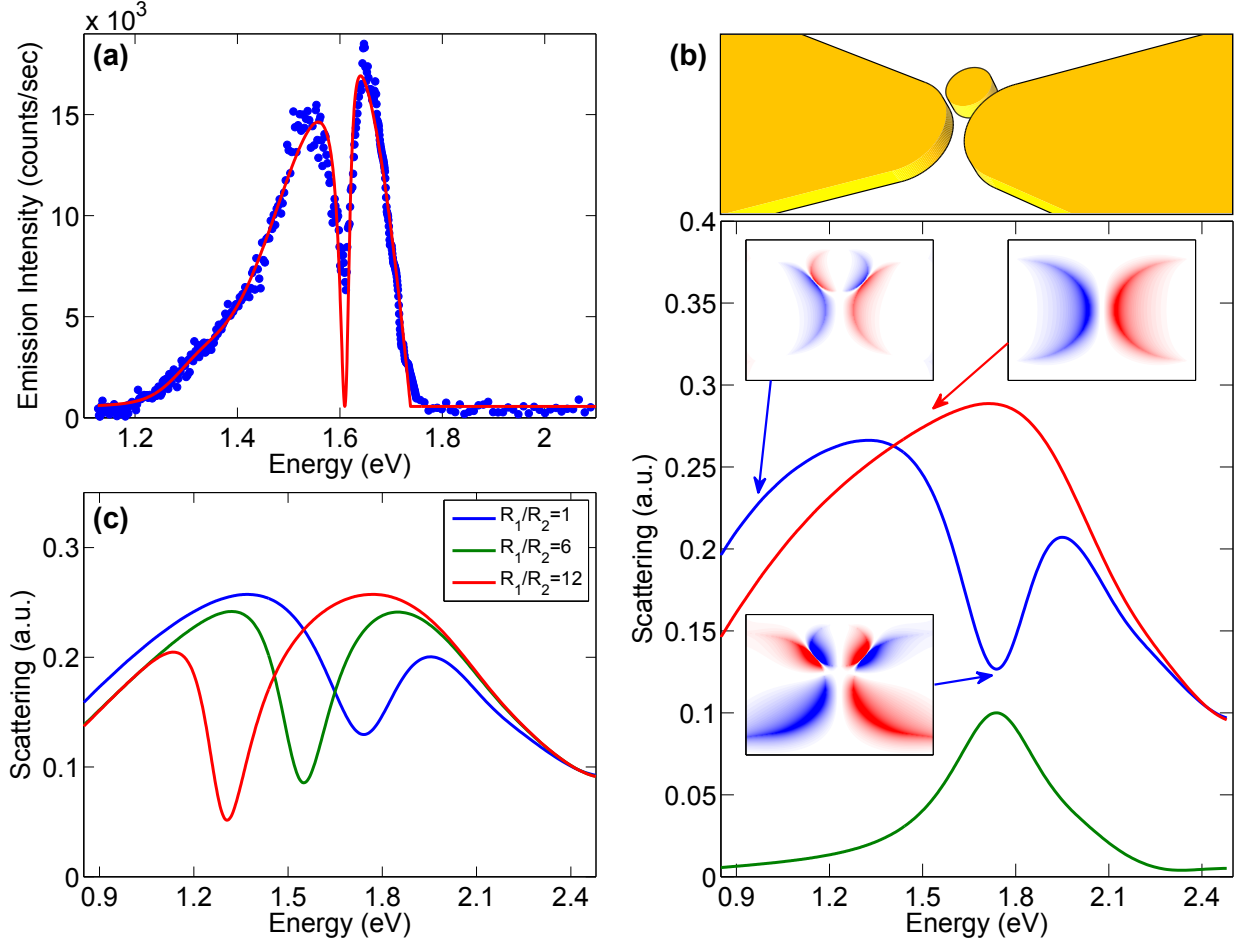 (a)
x 10³
Emission Intensity (counts/sec)
15
10
5
0
1.2
1.4
1.6
1.8
2
Energy (eV)
(b)
Scattering (a.u.)
0.4
0.35
0.3
0.25
0.2
0.15
0.1
0.05
0
0.9
1.2
1.5
1.8
2.1
2.4
Energy (eV)
(c)
R₁/R₂=1
R₁/R₂=6
R₁/R₂=12
Scattering (a.u.)
0.3
0.2
0.1
0
0.9
1.2
1.5
1.8
2.1
2.4
Energy (eV)